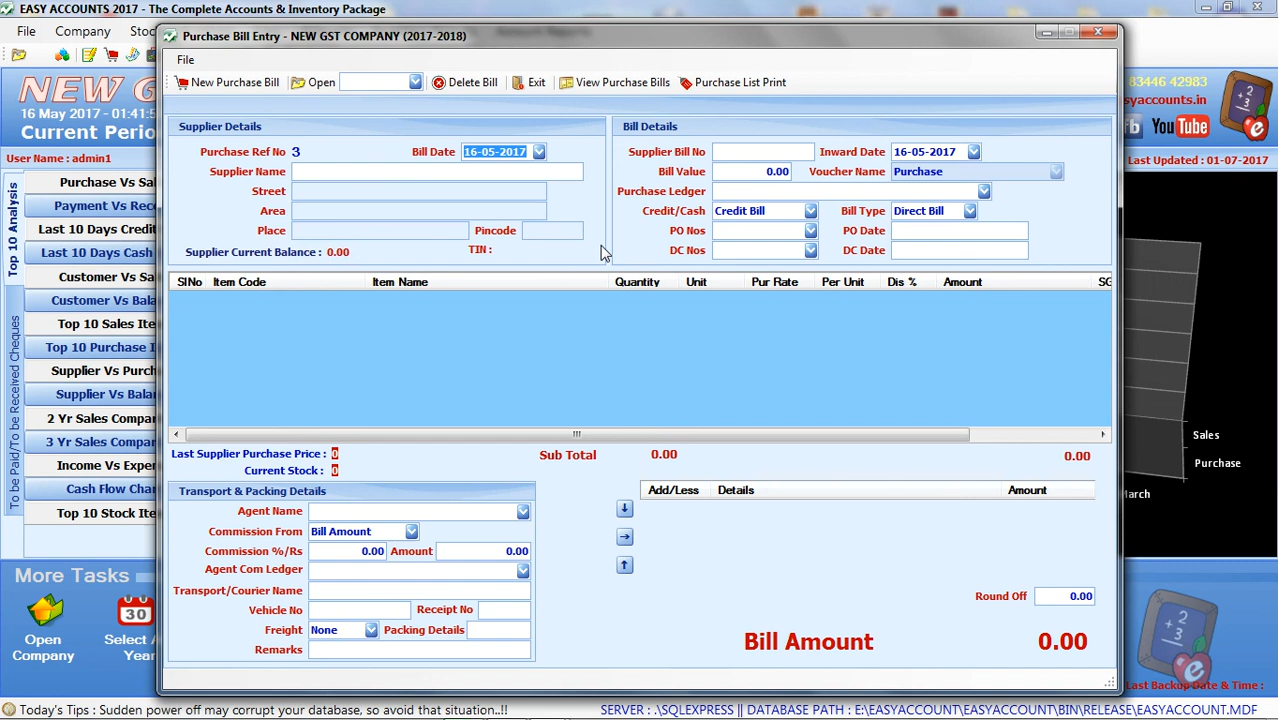 EASY ACCOUNTS 2017 - The Complete Accounts & Inventory Package
File Company
NEW G
16 May 2017 - 01:41:5
Current Perio
83446 42983
syaccounts.in
fb YouTube
User Name : admin1
Last Updated : 01-07-2017
Top 10 Analysis
To be Paid/To be Received Cheques
Purchase Vs Sal
Payment Vs Rece
Last 10 Days Credit
Last 10 Days Cash
Customer Vs Sa
Customer Vs Bala
Top 10 Sales Ite
Top 10 Purchase I
Supplier Vs Purch
Supplier Vs Balan
2 Yr Sales Compar
3 Yr Sales Compar
Income Vs Exper
Cash Flow Char
Top 10 Stock Item
More Tasks
Open Company
30
Select A Year
Purchase Bill Entry - NEW GST COMPANY (2017-2018)
File
New Purchase Bill Open Delete Bill Exit View Purchase Bills Purchase List Print
Supplier Details
Purchase Ref No 3 Bill Date 16-05-2017
Supplier Name
Street
Area
Place Pincode
Supplier Current Balance : 0.00 TIN :
Bill Details
Supplier Bill No Inward Date 16-05-2017
Bill Value 0.00 Voucher Name Purchase
Purchase Ledger
Credit/Cash Credit Bill Bill Type Direct Bill
PO Nos PO Date
DC Nos DC Date
SlNo Item Code Item Name Quantity Unit Pur Rate Per Unit Dis % Amount SG
Last Supplier Purchase Price : 0 Sub Total 0.00 0.00
Current Stock : 0
Transport & Packing Details
Agent Name
Commission From Bill Amount
Commission %/Rs 0.00 Amount 0.00
Agent Com Ledger
Transport/Courier Name
Vehicle No Receipt No
Freight None Packing Details
Remarks
Add/Less Details Amount
Round Off 0.00
Bill Amount 0.00
Sales
Purchase
March
Last Backup Date & Time :
Today's Tips : Sudden power off may corrupt your database, so avoid that situation..!!
SERVER : .\SQLEXPRESS || DATABASE PATH : E:\EASYACCOUNT\EASYACCOUNT\BIN\RELEASE\EASYACCOUNT.MDF